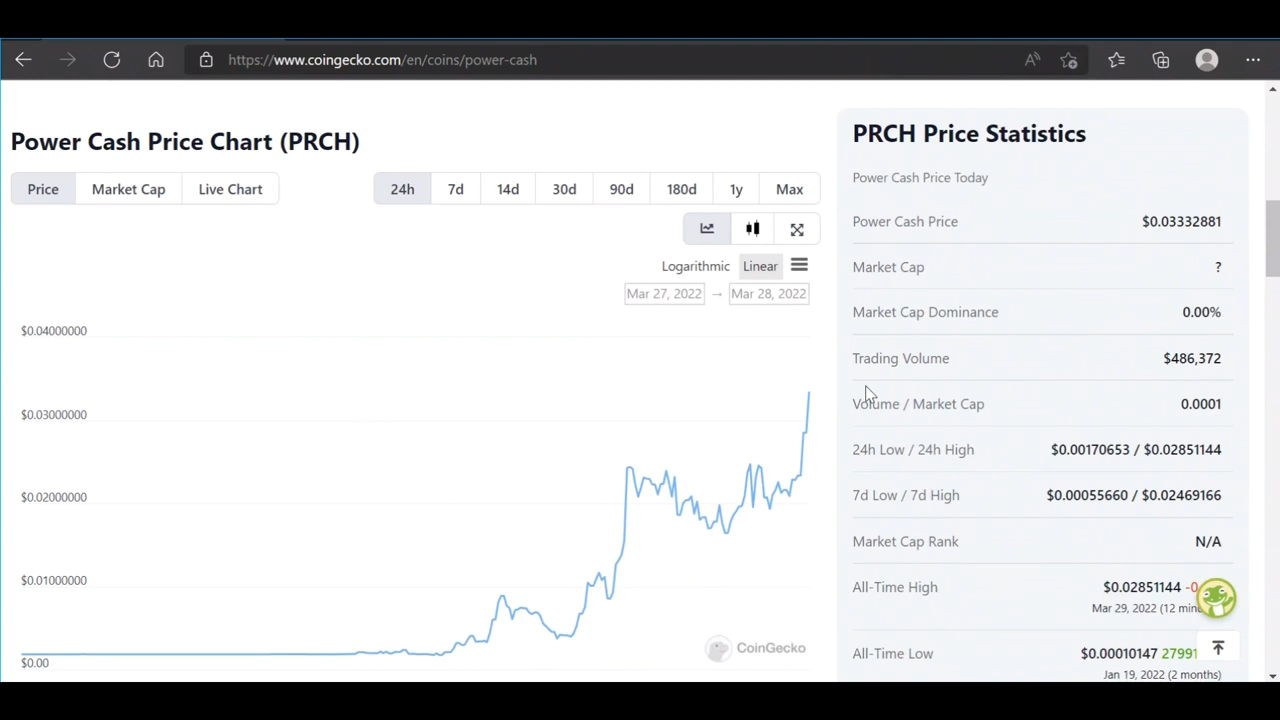 https://www.coingecko.com/en/coins/power-cash
Power Cash Price Chart (PRCH)
Price Market Cap Live Chart
24h 7d 14d 30d 90d 180d 1y Max
Logarithmic Linear
Mar 27, 2022 → Mar 28, 2022
$0.04000000
$0.03000000
$0.02000000
$0.01000000
$0.00
CoinGecko
PRCH Price Statistics
Power Cash Price Today
Power Cash Price $0.03332881
Market Cap ?
Market Cap Dominance 0.00%
Trading Volume $486,372
Volume / Market Cap 0.0001
24h Low / 24h High $0.00170653 / $0.02851144
7d Low / 7d High $0.00055660 / $0.02469166
Market Cap Rank N/A
All-Time High $0.02851144
Mar 29, 2022 (12
All-Time Low $0.00010147
Jan 19, 2022 (2 months)